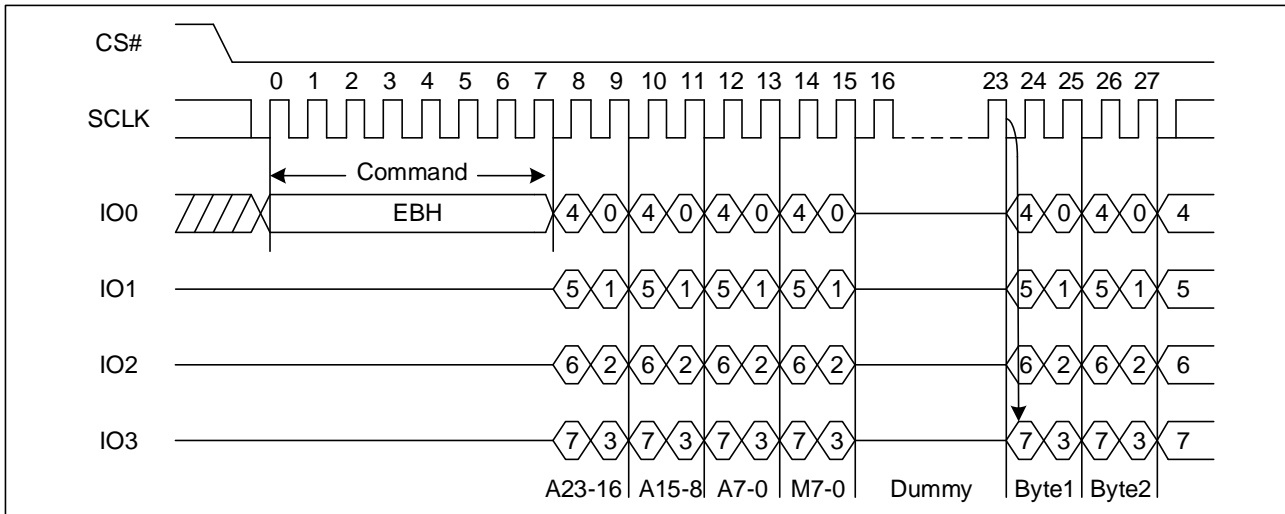 CS#
0 1 2 3 4 5 6 7 8 9 10 11 12 13 14 15 16 23 24 25 26 27
SCLK
Command
IO0 EBH 4 0 4 0 4 0 4 0 4 0 4 0 4
IO1 5 1 5 1 5 1 5 1 5 1 5 1 5
IO2 6 2 6 2 6 2 6 2 6 2 6 2 6
IO3 7 3 7 3 7 3 7 3 7 3 7 3 7
A23-16 A15-8 A7-0 M7-0 Dummy Byte1 Byte2